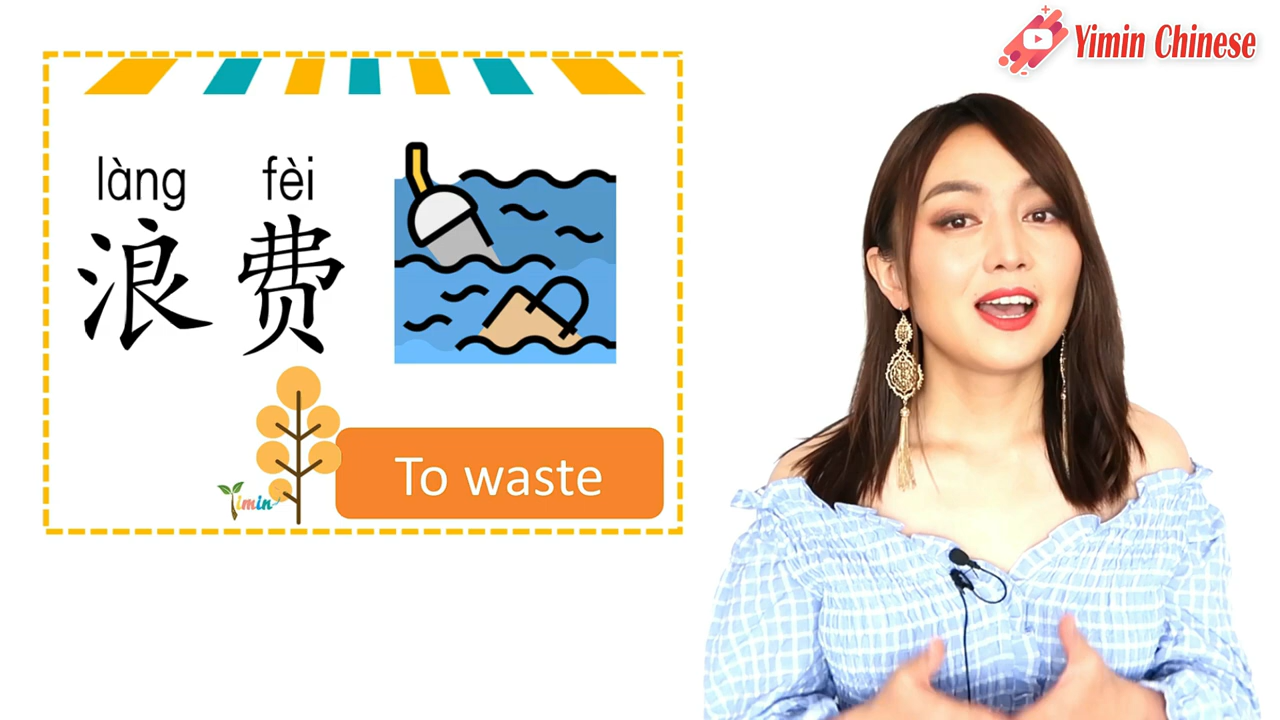 Yimin Chinese
làng fèi
浪费
To waste
Yimin